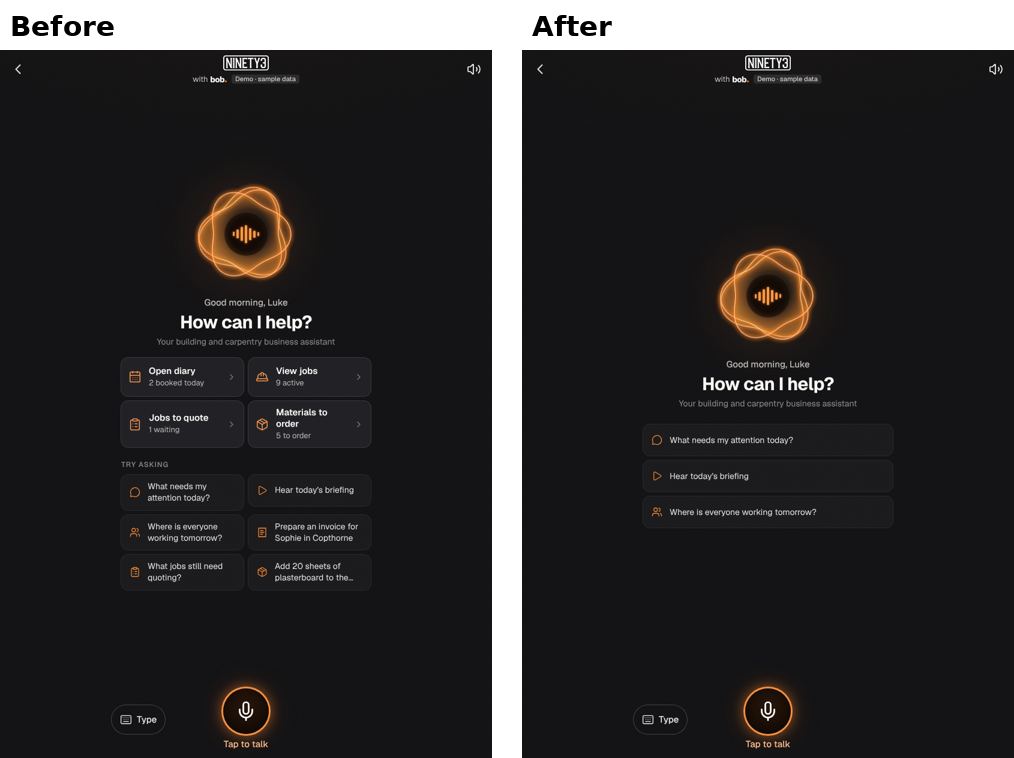 Before
NINETY3
with bob. Demo · sample data
Good morning, Luke
How can I help?
Your building and carpentry business assistant
Open diary
2 booked today
View jobs
9 active
Jobs to quote
1 waiting
Materials to
order
5 to order
TRY ASKING
What needs my
attention today?
Hear today's briefing
Where is everyone
working tomorrow?
Prepare an invoice for
Sophie in Copthorne
What jobs still need
quoting?
Add 20 sheets of
plasterboard to the…
Type
Tap to talk
After
NINETY3
with bob. Demo · sample data
Good morning, Luke
How can I help?
Your building and carpentry business assistant
What needs my attention today?
Hear today's briefing
Where is everyone working tomorrow?
Type
Tap to talk